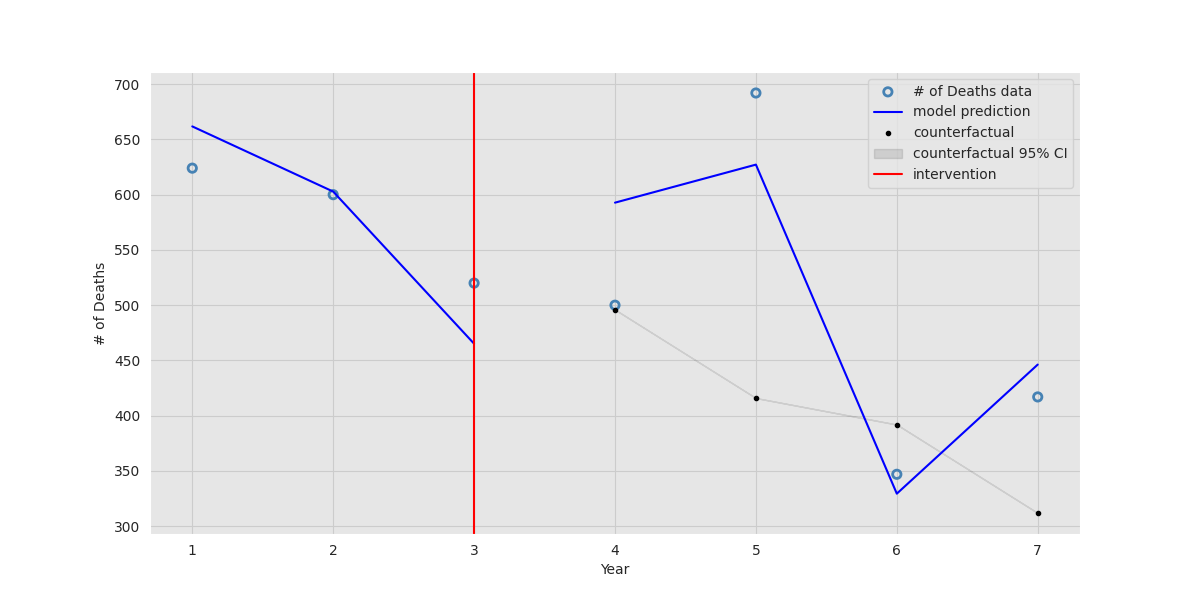 700
650
600
550
500
450
400
350
300
# of Deaths
1 2 3 4 5 6 7
Year
# of Deaths data
model prediction
counterfactual
counterfactual 95% CI
intervention